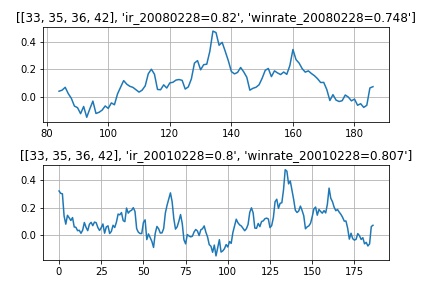 [[33, 35, 36, 42], 'ir_20080228=0.82', 'winrate_20080228=0.748']
0.4
0.2
0.0
80 100 120 140 160 180
[[33, 35, 36, 42], 'ir_20010228=0.8', 'winrate_20010228=0.807']
0.4
0.2
0.0
0 25 50 75 100 125 150 175